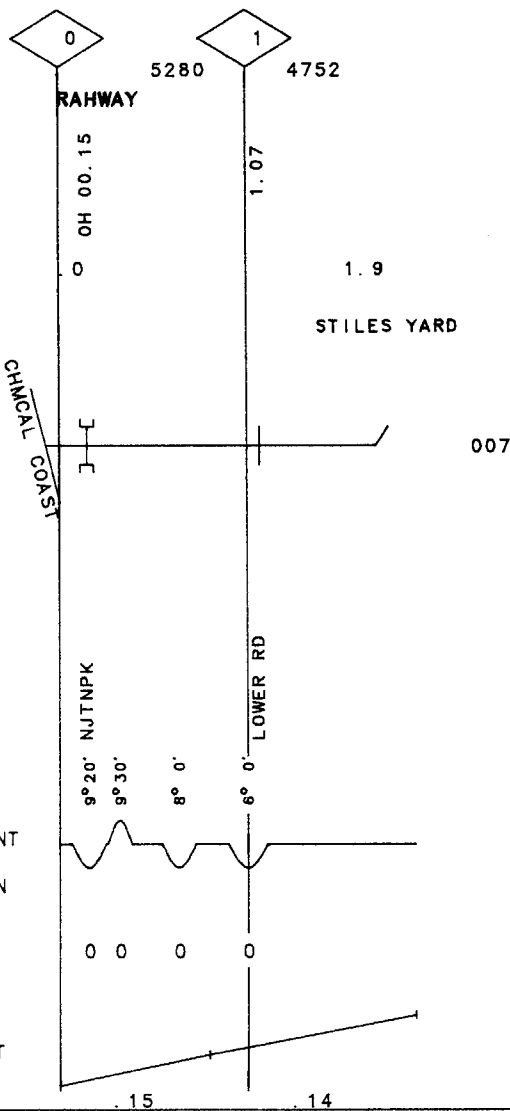 0 1
5280 4752
RAHWAY
OH 00.15
1.07
.0 1.9
STILES YARD
CHMCAL COAST
007
NJTNPK
LOWER RD
9°20' 9°30' 8° 0' 6° 0'
NT
N
0 0 0 0
T
.15 .14